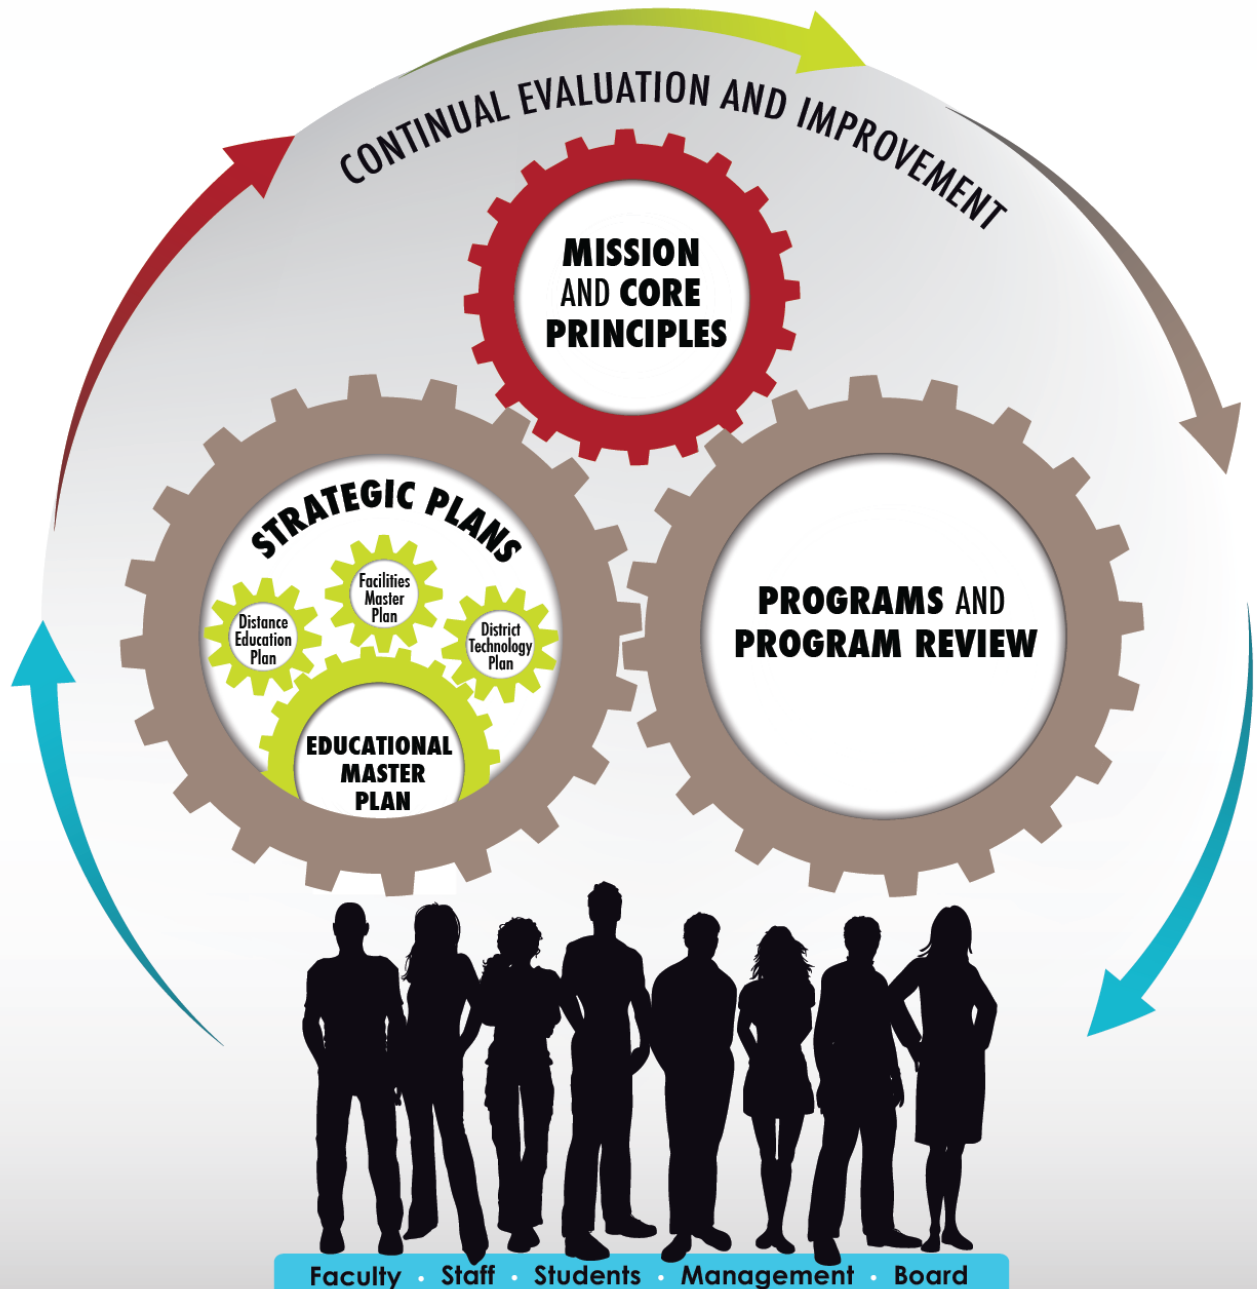 CONTINUAL EVALUATION AND IMPROVEMENT
MISSION
AND CORE
PRINCIPLES
STRATEGIC PLANS
Facilities
Master
Plan
Distance
Education
Plan
District
Technology
Plan
EDUCATIONAL
MASTER
PLAN
PROGRAMS AND
PROGRAM REVIEW
Faculty · Staff · Students · Management · Board